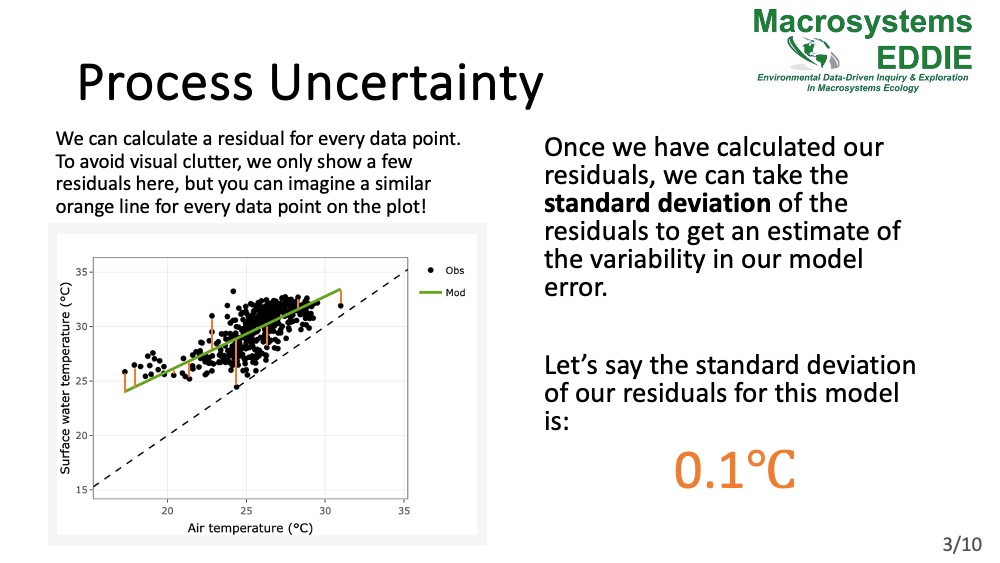 Macrosystems
EDDIE
Environmental Data-Driven Inquiry & Exploration
in Macrosystems Ecology
Process Uncertainty
We can calculate a residual for every data point.
To avoid visual clutter, we only show a few
residuals here, but you can imagine a similar
orange line for every data point on the plot!
Surface water temperature (°C)
35
30
25
20
15
20
25
30
35
Air temperature (°C)
Obs
Mod
Once we have calculated our
residuals, we can take the
standard deviation of the
residuals to get an estimate of
the variability in our model
error.
Let’s say the standard deviation
of our residuals for this model
is:
0.1°C
3/10